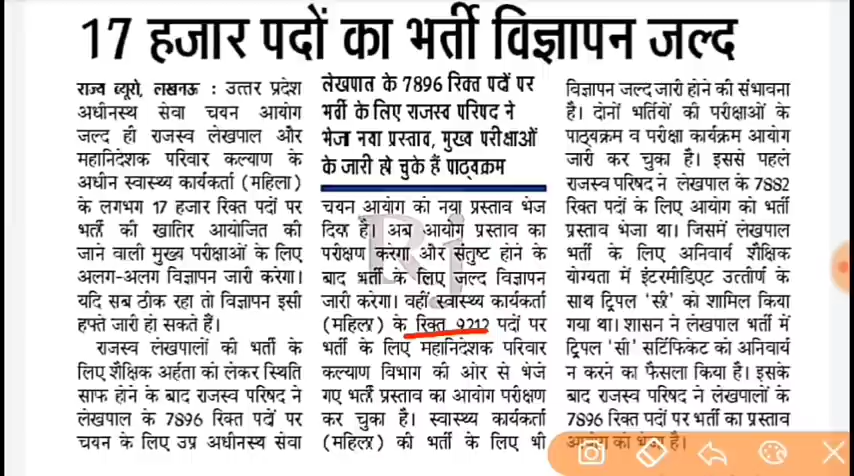 17 हजार पदों का भर्ती विज्ञापन जल्द
राज्य ब्यूरो, लखनऊ : उत्तर प्रदेश
अधीनस्थ सेवा चयन आयोग
जल्द ही राजस्व लेखपाल और
महानिदेशक परिवार कल्याण के
अधीन स्वास्थ्य कार्यकर्ता (महिला)
के लगभग 17 हजार रिक्त पदों पर
भर्ती की खातिर आयोजित की
जाने वाली मुख्य परीक्षाओं के लिए
अलग-अलग विज्ञापन जारी करेगा।
यदि सब ठीक रहा तो विज्ञापन इसी
हफ्ते जारी हो सकते हैं।
राजस्व लेखपालों की भर्ती के
लिए शैक्षिक अर्हता को लेकर स्थिति
साफ होने के बाद राजस्व परिषद ने
लेखपाल के 7896 रिक्त पदों पर
चयन के लिए उप्र अधीनस्थ सेवा
लेखपाल के 7896 रिक्त पदों पर
भर्ती के लिए राजस्व परिषद ने
भेजा नया प्रस्ताव, मुख्य परीक्षाओं
के जारी हो चुके हैं पाठ्यक्रम
चयन आयोग को नया प्रस्ताव भेज
दिया है। अब आयोग प्रस्ताव का
परीक्षण करेगा और संतुष्ट होने के
बाद भर्ती के लिए जल्द विज्ञापन
जारी करेगा। वहीं स्वास्थ्य कार्यकर्ता
(महिला) के रिक्त 9212 पदों पर
भर्ती के लिए महानिदेशक परिवार
कल्याण विभाग की ओर से भेजे
गए भर्ती प्रस्ताव का आयोग परीक्षण
कर चुका है। स्वास्थ्य कार्यकर्ता
(महिला) की भर्ती के लिए भी
विज्ञापन जल्द जारी होने की संभावना
है। दोनों भर्तियों की परीक्षाओं के
पाठ्यक्रम व परीक्षा कार्यक्रम आयोग
जारी कर चुका है। इससे पहले
राजस्व परिषद ने लेखपाल के 7882
रिक्त पदों के लिए आयोग को भर्ती
प्रस्ताव भेजा था। जिसमें लेखपाल
भर्ती के लिए अनिवार्य शैक्षिक
योग्यता में इंटरमीडिएट उत्तीर्ण के
साथ ट्रिपल 'सी' को शामिल किया
गया था। शासन ने लेखपाल भर्ती में
ट्रिपल 'सी' सर्टिफिकेट को अनिवार्य
न करने का फैसला किया है। इसके
बाद राजस्व परिषद ने लेखपालों के
7896 रिक्त पदों पर भर्ती का प्रस्ताव
आयोग को भेजा है।
Rj